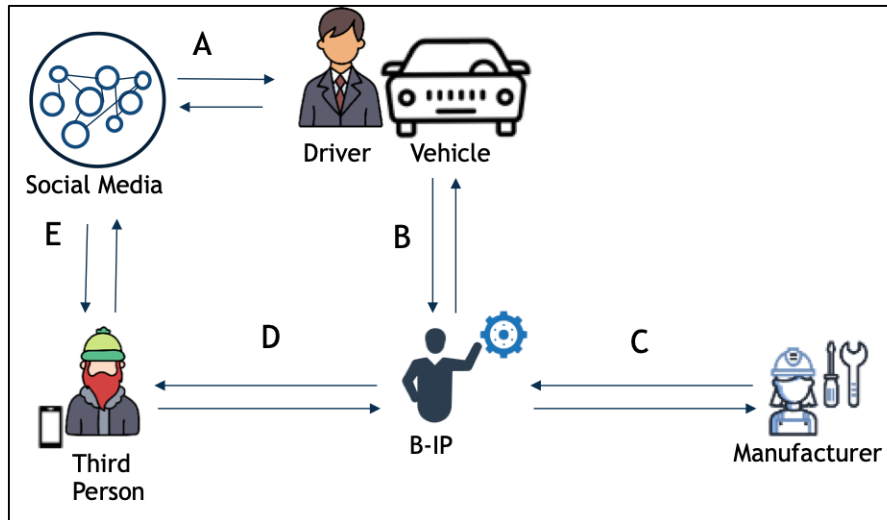 A
Driver
Vehicle
Social Media
E
B
D
C
B-IP
Third
Person
Manufacturer